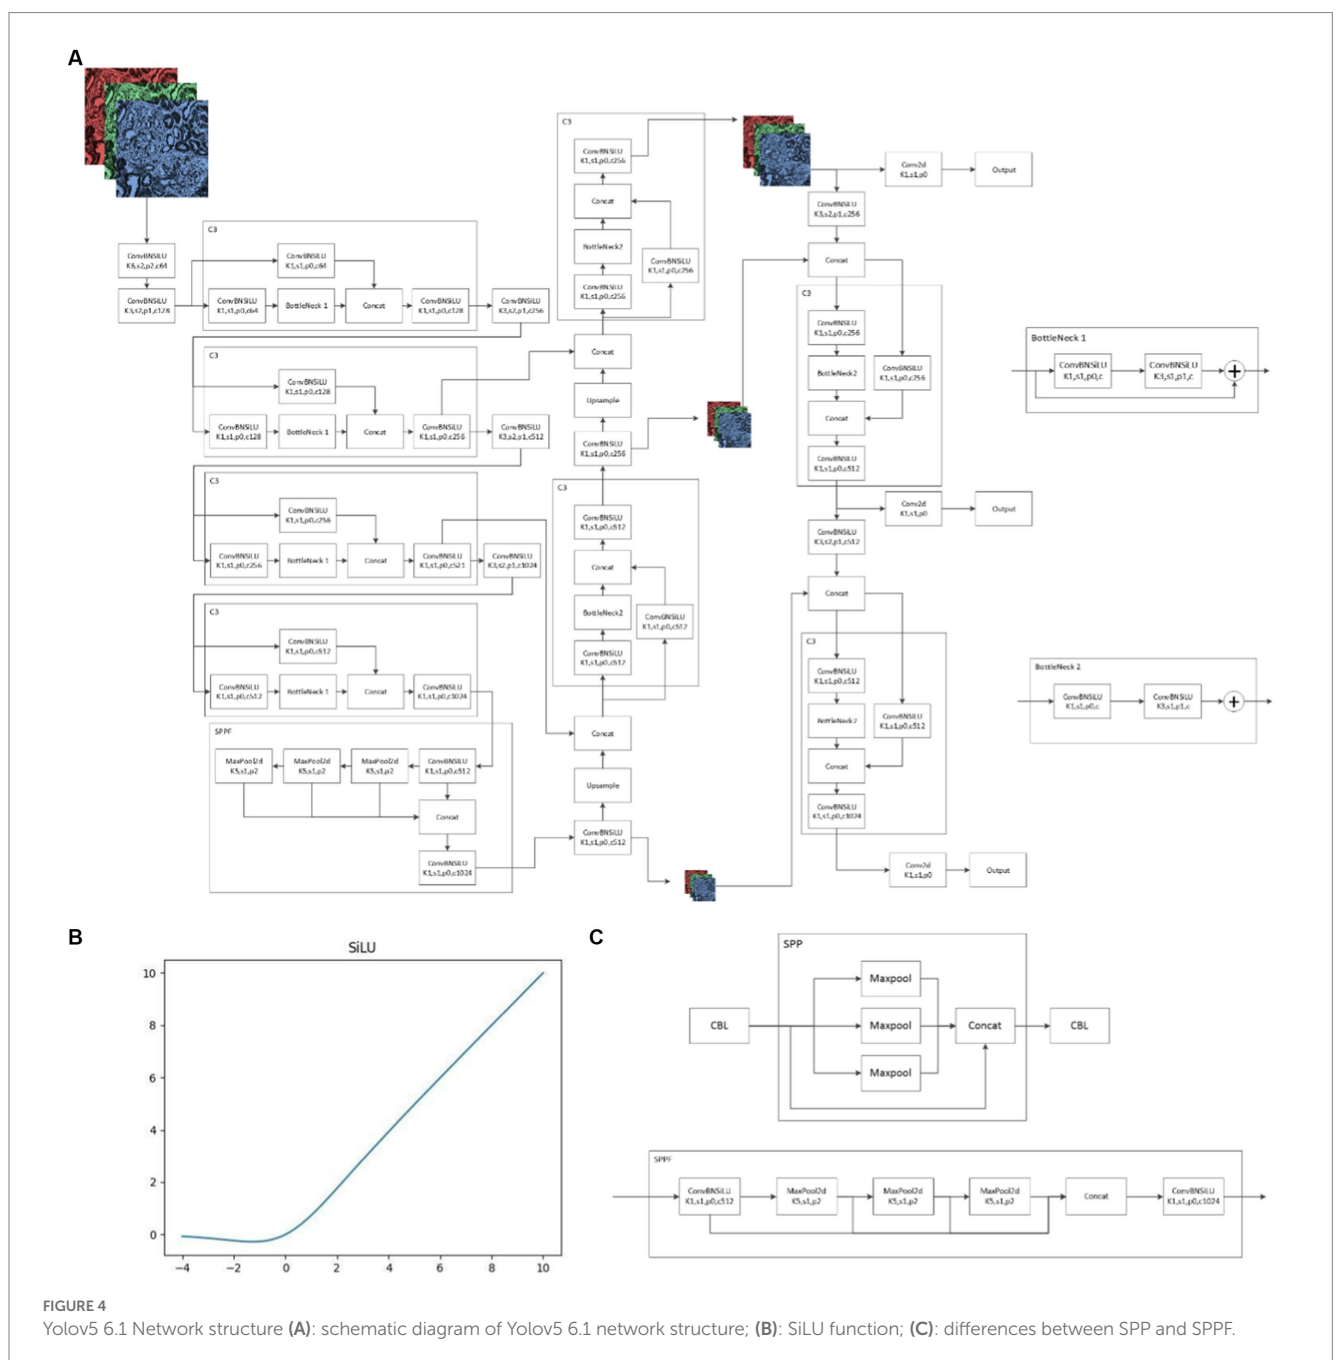 A
ConvBNSiLU
K6,s2,p2,c64
ConvBNSiLU
K3,s2,p1,c128
C3
ConvBNSiLU
K1,s1,p0,c64
ConvBNSiLU
K1,s1,p0,c64
BottleNeck 1
Concat
ConvBNSiLU
K1,s1,p0,c128
ConvBNSiLU
K3,s2,p1,c256
C3
ConvBNSiLU
K1,s1,p0,c128
ConvBNSiLU
K1,s1,p0,c128
BottleNeck 1
Concat
ConvBNSiLU
K1,s1,p0,c256
ConvBNSiLU
K3,s2,p1,c512
C3
ConvBNSiLU
K1,s1,p0,c256
ConvBNSiLU
K1,s1,p0,c256
BottleNeck 1
Concat
ConvBNSiLU
K1,s1,p0,c521
ConvBNSiLU
K3,s2,p1,c1024
C3
ConvBNSiLU
K1,s1,p0,c512
ConvBNSiLU
K1,s1,p0,c512
BottleNeck 1
Concat
ConvBNSiLU
K1,s1,p0,c1024
SPPF
MaxPool2d
K5,s1,p2
MaxPool2d
K5,s1,p2
MaxPool2d
K5,s1,p2
ConvBNSiLU
K1,s1,p0,c512
Concat
ConvBNSiLU
K1,s1,p0,c1024
C3
ConvBNSiLU
K1,s1,p0,c256
Concat
BottleNeck2
ConvBNSiLU
K1,s1,p0,c256
ConvBNSiLU
K1,s1,p0,c256
Concat
Upsample
ConvBNSiLU
K1,s1,p0,c256
C3
ConvBNSiLU
K1,s1,p0,c512
Concat
BottleNeck2
ConvBNSiLU
K1,s1,p0,c512
ConvBNSiLU
K1,s1,p0,c512
Concat
Upsample
ConvBNSiLU
K1,s1,p0,c512
Conv2d
K1,s1,p0
Output
ConvBNSiLU
K3,s2,p1,c256
Concat
C3
ConvBNSiLU
K1,s1,p0,c256
BottleNeck2
ConvBNSiLU
K1,s1,p0,c256
Concat
ConvBNSiLU
K1,s1,p0,c512
Conv2d
K1,s1,p0
Output
ConvBNSiLU
K3,s2,p1,c512
Concat
C3
ConvBNSiLU
K1,s1,p0,c512
BottleNeck2
ConvBNSiLU
K1,s1,p0,c512
Concat
ConvBNSiLU
K1,s1,p0,c1024
Conv2d
K1,s1,p0
Output
BottleNeck 1
ConvBNSiLU
K1,s1,p0,c
ConvBNSiLU
K3,s1,p1,c
+
BottleNeck 2
ConvBNSiLU
K1,s1,p0,c
ConvBNSiLU
K3,s1,p1,c
+
B
SiLU
10
8
6
4
2
0
−4 −2 0 2 4 6 8 10
C
SPP
CBL
Maxpool
Maxpool
Maxpool
Concat
CBL
SPPF
ConvBNSiLU
K1,s1,p0,c512
MaxPool2d
K5,s1,p2
MaxPool2d
K5,s1,p2
MaxPool2d
K5,s1,p2
Concat
ConvBNSiLU
K1,s1,p0,c1024
FIGURE 4
Yolov5 6.1 Network structure (A): schematic diagram of Yolov5 6.1 network structure; (B): SiLU function; (C): differences between SPP and SPPF.